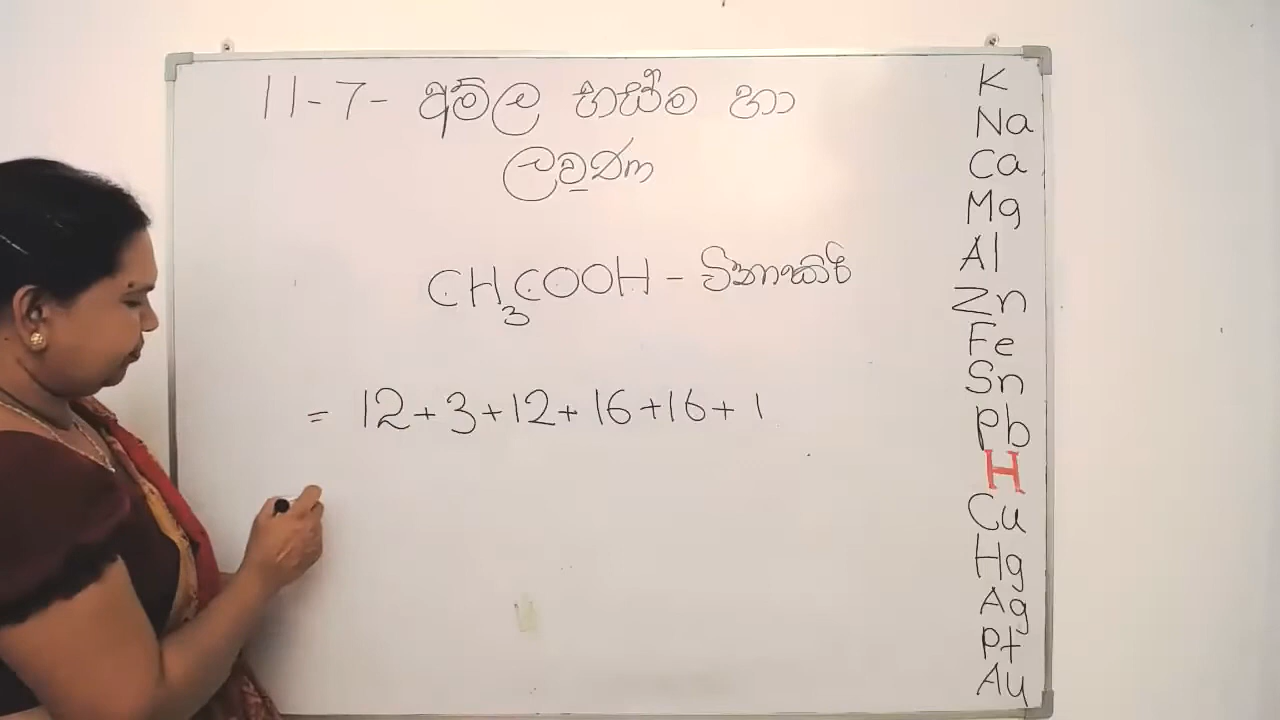 11-7- අම්ල භස්ම හා
ලවණ
CH3COOH - විනාකිරි
= 12+3+12+16+16+1
K
Na
Ca
Mg
Al
Zn
Fe
Sn
Pb
H
Cu
Hg
Ag
Pt
Au